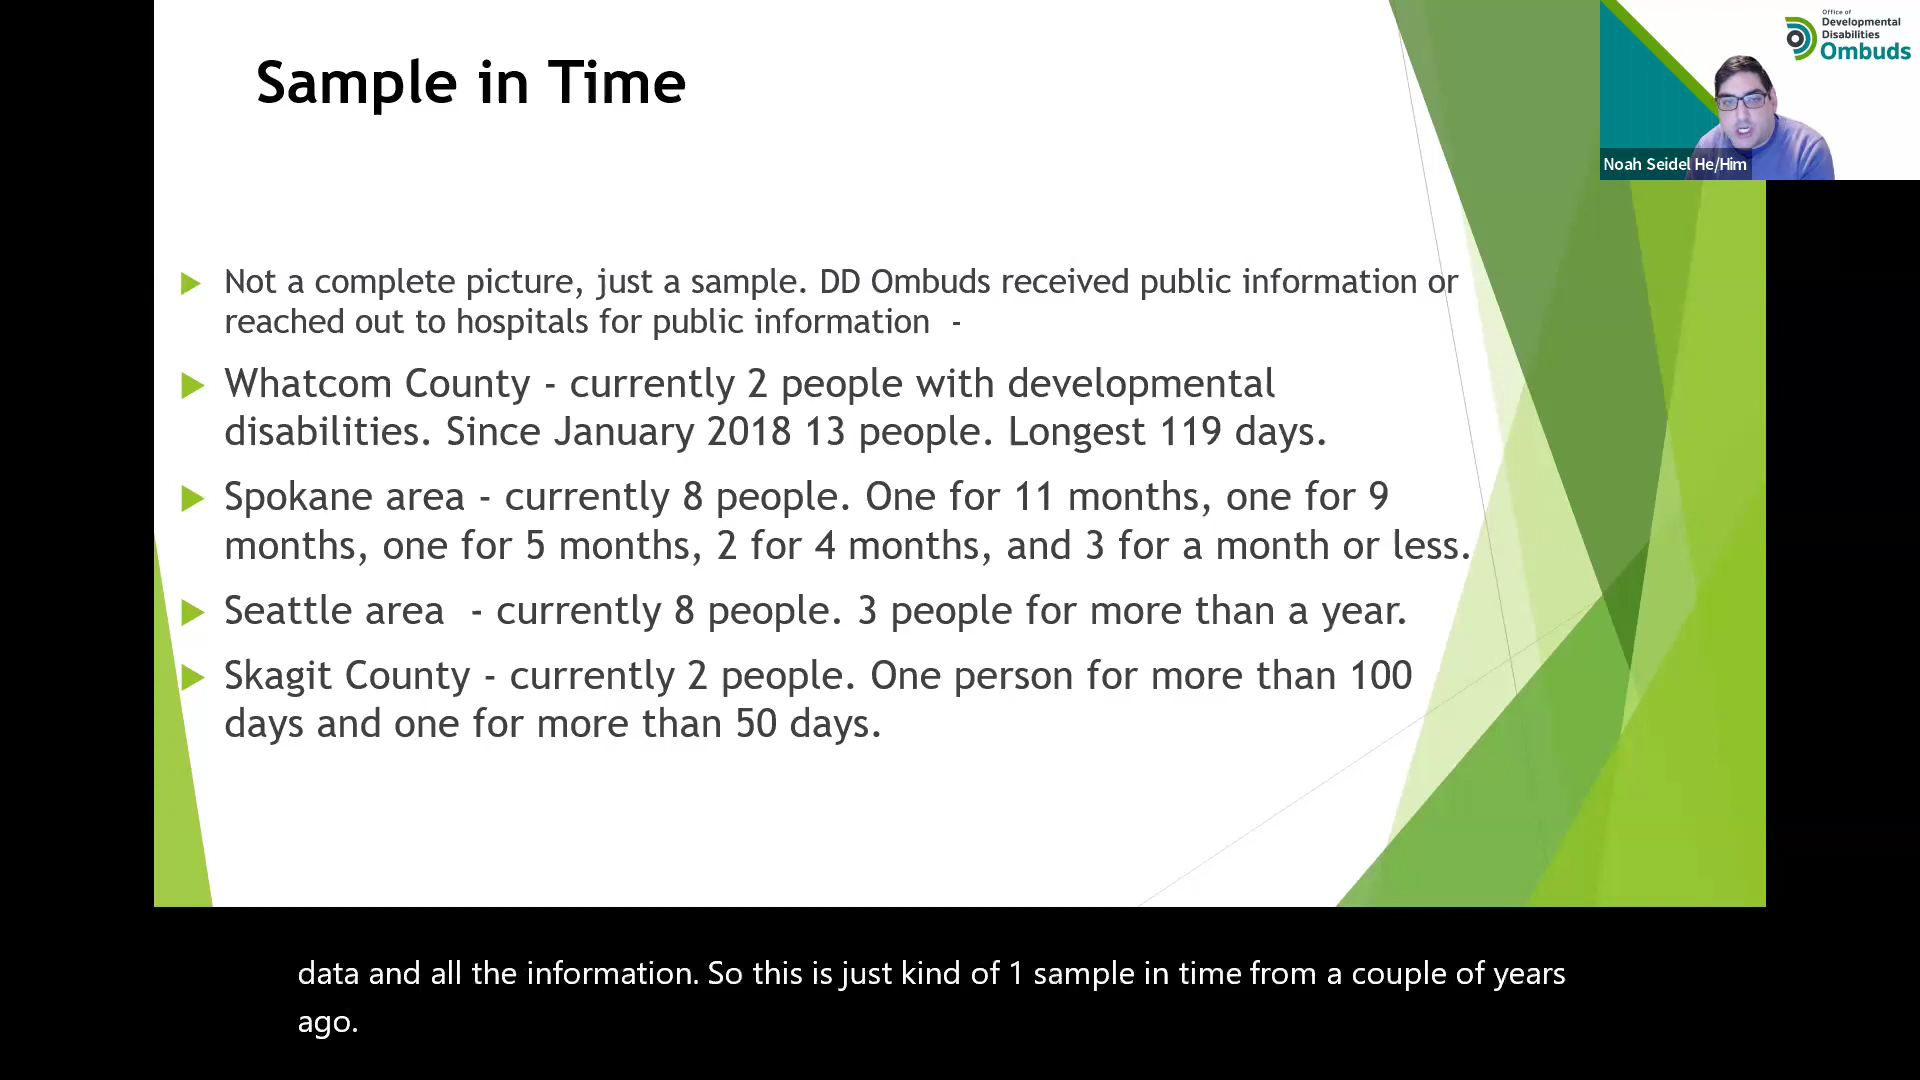 Sample in Time
Office of
Developmental
Disabilities
Ombuds
Noah Seidel He/Him
Not a complete picture, just a sample. DD Ombuds received public information or
reached out to hospitals for public information  -
Whatcom County - currently 2 people with developmental
disabilities. Since January 2018 13 people. Longest 119 days.
Spokane area - currently 8 people. One for 11 months, one for 9
months, one for 5 months, 2 for 4 months, and 3 for a month or less.
Seattle area  - currently 8 people. 3 people for more than a year.
Skagit County - currently 2 people. One person for more than 100
days and one for more than 50 days.
data and all the information. So this is just kind of 1 sample in time from a couple of years
ago.